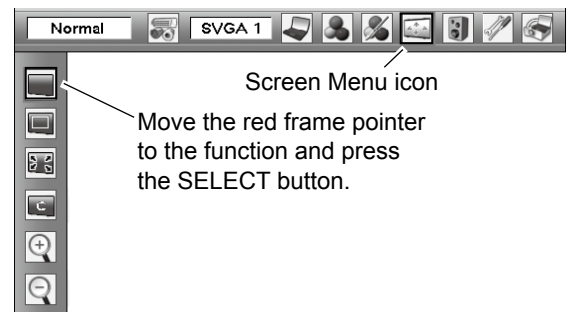 Normal SVGA 1
Screen Menu icon
Move the red frame pointer
to the function and press
the SELECT button.